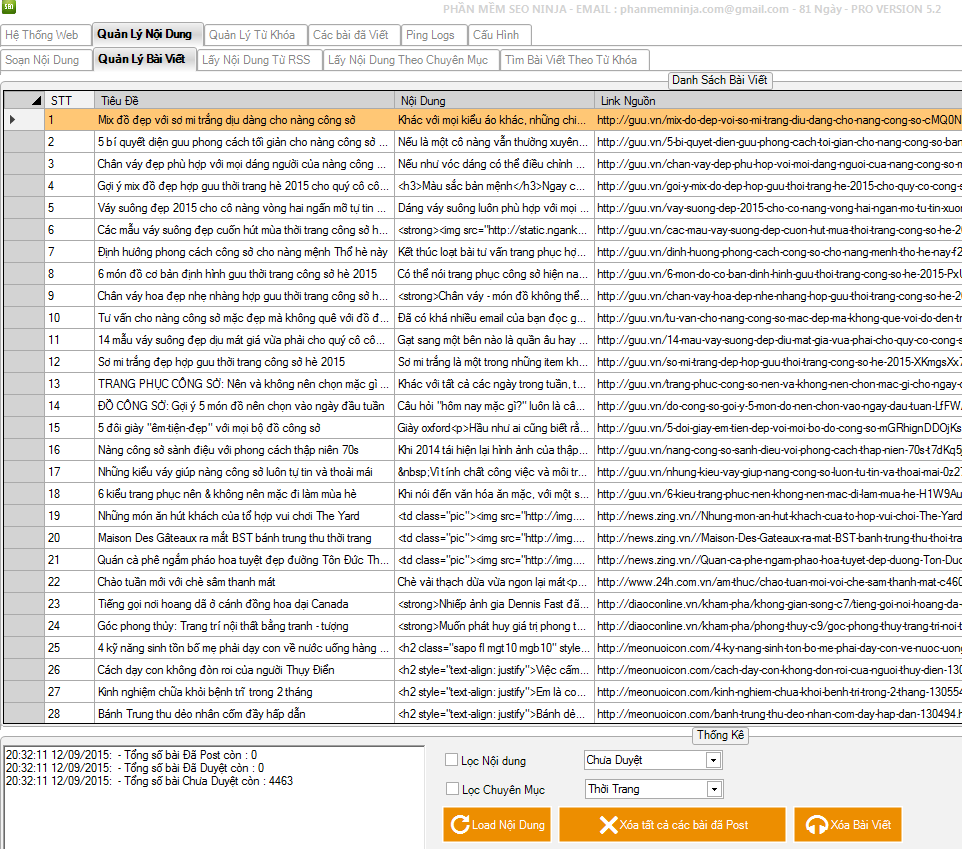 SEO
PHẦN MỀM SEO NINJA - EMAIL : phanmemninja.com@gmail.com - 81 Ngày - PRO VERSION 5.2
Hệ Thống Web Quản Lý Nội Dung Quản Lý Từ Khóa Các bài đã Viết Ping Logs Cấu Hình
Soạn Nội Dung Quản Lý Bài Viết Lấy Nội Dung Từ RSS Lấy Nội Dung Theo Chuyên Mục Tìm Bài Viết Theo Từ Khóa
Danh Sách Bài Viết
STT Tiêu Đề Nội Dung Link Nguồn
1 Mix đồ đẹp với sơ mi trắng dịu dàng cho nàng công sở Khác với mọi kiểu áo khác, những chi... http://guu.vn/mix-do-dep-voi-so-mi-trang-diu-dang-cho-nang-cong-so-cMQ0N
2 5 bí quyết diện guu phong cách tối giản cho nàng công sở ... Nếu là một cô nàng vẫn thường xuyên... http://guu.vn/5-bi-quyet-dien-guu-phong-cach-toi-gian-cho-nang-cong-so-ban
3 Chân váy đẹp phù hợp với mọi dáng người của nàng công ... Nếu như vóc dáng có thể điều chỉnh ... http://guu.vn/chan-vay-dep-phu-hop-voi-moi-dang-nguoi-cua-nang-cong-so-m
4 Gợi ý mix đồ đẹp hợp guu thời trang hè 2015 cho quý cô cô... <h3>Màu sắc bản mệnh</h3>Ngay c... http://guu.vn/goi-y-mix-do-dep-hop-guu-thoi-trang-he-2015-cho-quy-co-cong-s
5 Váy suông đẹp 2015 cho cô nàng vòng hai ngấn mỡ tự tin ... Dáng váy suông luôn phù hợp với mọi ... http://guu.vn/vay-suong-dep-2015-cho-co-nang-vong-hai-ngan-mo-tu-tin-xuon
6 Các mẫu váy suông đẹp cuốn hút mùa thời trang công sở h... <strong><img src="http://static.ngank... http://guu.vn/cac-mau-vay-suong-dep-cuon-hut-mua-thoi-trang-cong-so-he-2
7 Định hướng phong cách công sở cho nàng mệnh Thổ hè này Kết thúc loạt bài tư vấn trang phục hợ... http://guu.vn/dinh-huong-phong-cach-cong-so-cho-nang-menh-tho-he-nay-f2
8 6 món đồ cơ bản định hình guu thời trang công sở hè 2015 Có thể nói trang phục công sở hiện na... http://guu.vn/6-mon-do-co-ban-dinh-hinh-guu-thoi-trang-cong-so-he-2015-PxU
9 Chân váy hoa đẹp nhẹ nhàng hợp guu thời trang công sở h... <strong>Chân váy - món đồ không thể... http://guu.vn/chan-vay-hoa-dep-nhe-nhang-hop-guu-thoi-trang-cong-so-he-20
10 Tư vấn cho nàng công sở mặc đẹp mà không quê với đồ đ... Đã có khá nhiều email của bạn đọc g... http://guu.vn/tu-van-cho-nang-cong-so-mac-dep-ma-khong-que-voi-do-den-tr
11 14 mẫu váy suông đẹp dịu mát giá vừa phải cho quý cô cô... Gạt sang một bên nào là quần âu hay ... http://guu.vn/14-mau-vay-suong-dep-diu-mat-gia-vua-phai-cho-quy-co-cong-s
12 Sơ mi trắng đẹp hợp guu thời trang công sở hè 2015 Sơ mi trắng là một trong những item kh... http://guu.vn/so-mi-trang-dep-hop-guu-thoi-trang-cong-so-he-2015-XKmgsXx7
13 TRANG PHỤC CÔNG SỞ: Nên và không nên chọn mặc gì ... Khác với tất cả các ngày trong tuần, t... http://guu.vn/trang-phuc-cong-so-nen-va-khong-nen-chon-mac-gi-cho-ngay-c
14 ĐỒ CÔNG SỞ: Gợi ý 5 món đồ nên chọn vào ngày đầu tuần Câu hỏi "hôm nay mặc gì?" luôn là câ... http://guu.vn/do-cong-so-goi-y-5-mon-do-nen-chon-vao-ngay-dau-tuan-LfFW
15 5 đôi giày "êm-tiện-đẹp" với mọi bộ đồ công sở Giày oxford<p>Hầu như ai cũng biết rằ... http://guu.vn/5-doi-giay-em-tien-dep-voi-moi-bo-do-cong-so-mGRhignDDOjKs
16 Nàng công sở sành điệu với phong cách thập niên 70s Khi 2014 tái hiện lại hình ảnh của thập... http://guu.vn/nang-cong-so-sanh-dieu-voi-phong-cach-thap-nien-70s-t7dKq5
17 Những kiểu váy giúp nàng công sở luôn tự tin và thoải mái &nbsp;Vì tính chất công việc và môi tr... http://guu.vn/nhung-kieu-vay-giup-nang-cong-so-luon-tu-tin-va-thoai-mai-0z27
18 6 kiểu trang phục nên & không nên mặc đi làm mùa hè Khi nói đến văn hóa ăn mặc, với một s... http://guu.vn/6-kieu-trang-phuc-nen-khong-nen-mac-di-lam-mua-he-H1W9Au
19 Những món ăn hút khách của tổ hợp vui chơi The Yard <td class="pic"><img src="http://img.... http://news.zing.vn//Nhung-mon-an-hut-khach-cua-to-hop-vui-choi-The-Yard
20 Maison Des Gâteaux ra mắt BST bánh trung thu thời trang <td class="pic"><img src="http://img.... http://news.zing.vn//Maison-Des-Gateaux-ra-mat-BST-banh-trung-thu-thoi-tra
21 Quán cà phê ngắm pháo hoa tuyệt đẹp đường Tôn Đức Th... <td class="pic"><img src="http://img.... http://news.zing.vn//Quan-ca-phe-ngam-phao-hoa-tuyet-dep-duong-Ton-Duc
22 Chào tuần mới với chè sâm thanh mát Chè vải thạch dừa vừa ngon lại mát<p... http://www.24h.com.vn/am-thuc/chao-tuan-moi-voi-che-sam-thanh-mat-c460
23 Tiếng gọi nơi hoang dã ở cánh đồng hoa dại Canada <strong>Nhiếp ảnh gia Dennis Fast đã... http://diaoconline.vn/kham-pha/khong-gian-song-c7/tieng-goi-noi-hoang-da-
24 Góc phong thủy: Trang trí nội thất bằng tranh - tượng <strong>Muốn phát huy giá trị phong t... http://diaoconline.vn/kham-pha/phong-thuy-c9/goc-phong-thuy-trang-tri-noi-t
25 4 kỹ năng sinh tồn bố mẹ phải dạy con về nước uống hàng ... <h2 class="sapo fl mgt10 mgb10" st... http://meonuoicon.com/4-ky-nang-sinh-ton-bo-me-phai-day-con-ve-nuoc-uong
26 Cách dạy con không đòn roi của người Thụy Điển <h2 style="text-align: justify">Việc cấm... http://meonuoicon.com/cach-day-con-khong-don-roi-cua-nguoi-thuy-dien-130
27 Kinh nghiệm chữa khỏi bệnh trĩ trong 2 tháng <h2 style="text-align: justify">Em là co... http://meonuoicon.com/kinh-nghiem-chua-khoi-benh-tri-trong-2-thang-130554
28 Bánh Trung thu dẻo nhân cốm đầy hấp dẫn <h2 style="text-align: justify">Bánh dẻ... http://meonuoicon.com/banh-trung-thu-deo-nhan-com-day-hap-dan-130494.h
Thống Kê
20:32:11 12/09/2015: - Tổng số bài Đã Post còn : 0
20:32:11 12/09/2015: - Tổng số bài Đã Duyệt còn : 0
20:32:11 12/09/2015: - Tổng số bài Chưa Duyệt còn : 4463
Lọc Nội dung Chưa Duyệt
Lọc Chuyên Mục Thời Trang
Load Nội Dung Xóa tất cả các bài đã Post Xóa Bài Viết